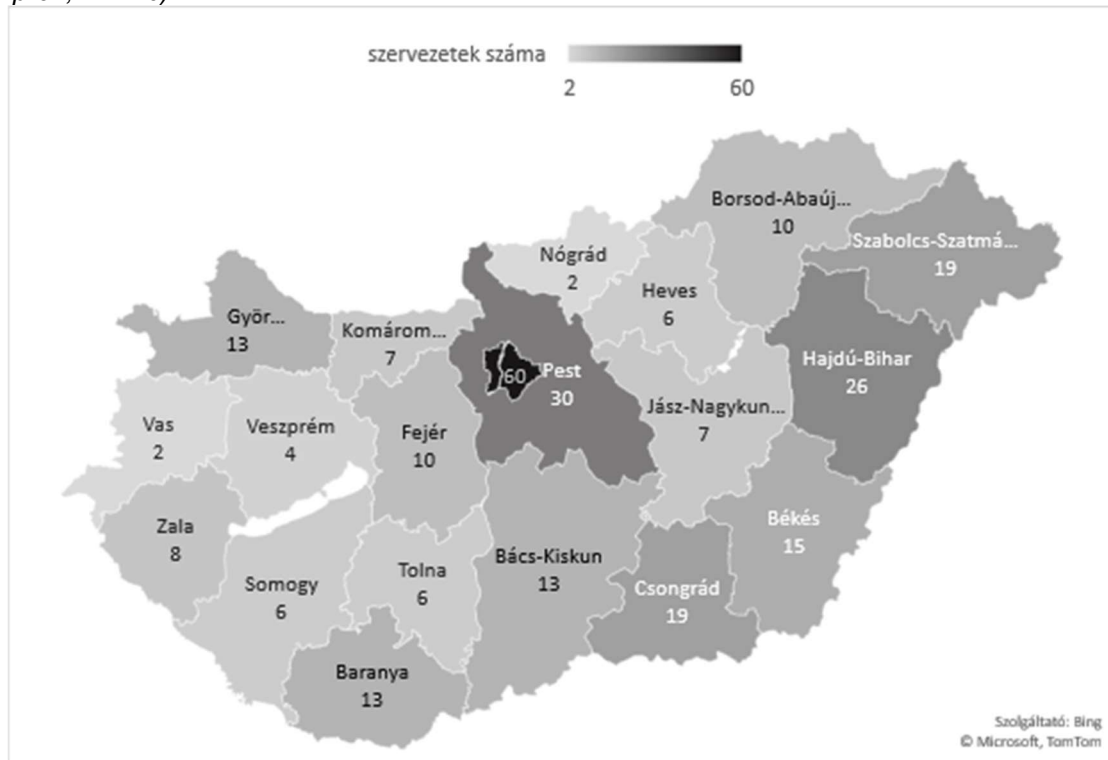 szervezetek száma
2 60
Borsod-Abaúj...
10
Szabolcs-Szatmá...
19
Nógrád
2
Heves
6
Győr...
13
Komárom...
7
Hajdú-Bihar
26
60
Pest
30
Jász-Nagykun...
7
Vas
2
Veszprém
4
Fejér
10
Békés
15
Zala
8
Bács-Kiskun
13
Somogy
6
Tolna
6
Csongrád
19
Baranya
13
Szolgáltató: Bing
© Microsoft, TomTom